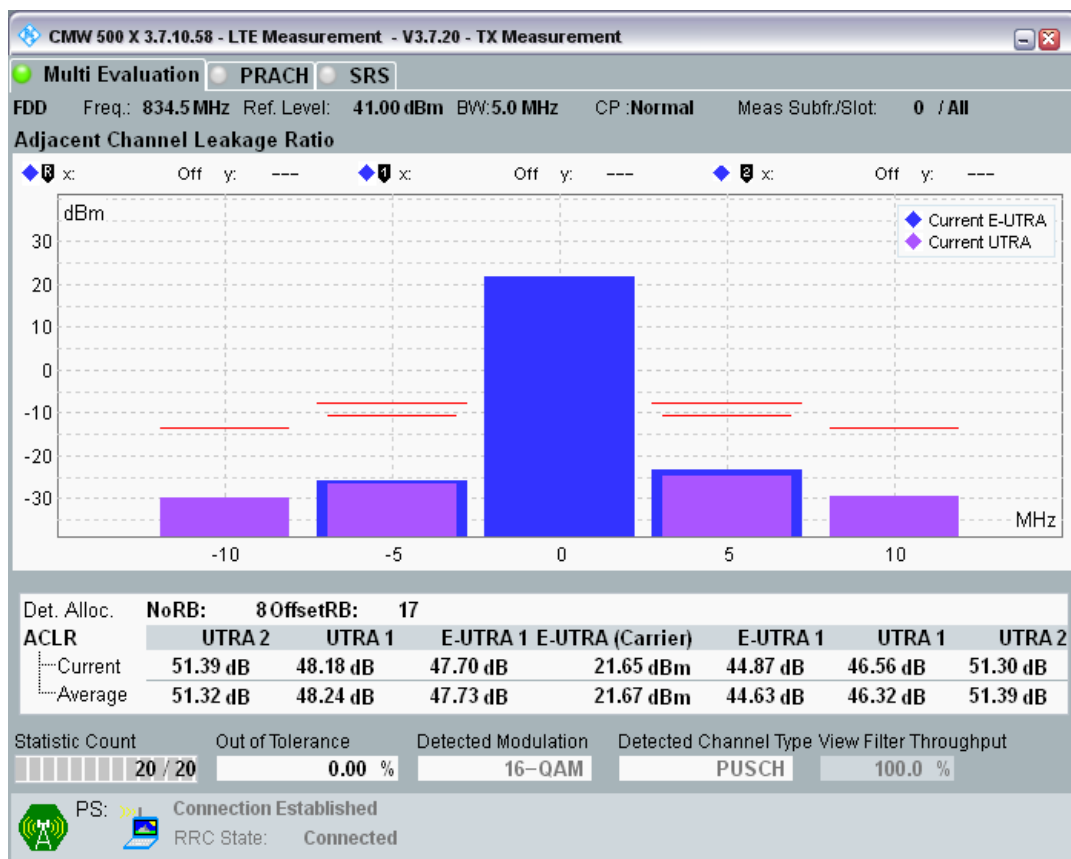 CMW 500 X 3.7.10.58 - LTE Measurement - V3.7.20 - TX Measurement
Multi Evaluation PRACH SRS
FDD Freq.: 834.5 MHz Ref. Level: 41.00 dBm BW:5.0 MHz CP :Normal Meas Subfr./Slot: 0 / All
Adjacent Channel Leakage Ratio
R x: Off y: --- 1 x: Off y: --- 2 x: Off y: ---
dBm
Current E-UTRA
Current UTRA
30
20
10
0
-10
-20
-30
MHz
-10 -5 0 5 10
Det. Alloc. NoRB: 8 OffsetRB: 17
ACLR UTRA 2 UTRA 1 E-UTRA 1 E-UTRA (Carrier) E-UTRA 1 UTRA 1 UTRA 2
Current 51.39 dB 48.18 dB 47.70 dB 21.65 dBm 44.87 dB 46.56 dB 51.30 dB
Average 51.32 dB 48.24 dB 47.73 dB 21.67 dBm 44.63 dB 46.32 dB 51.39 dB
Statistic Count Out of Tolerance Detected Modulation Detected Channel Type View Filter Throughput
20 / 20 0.00 % 16-QAM PUSCH 100.0 %
PS: Connection Established
RRC State: Connected